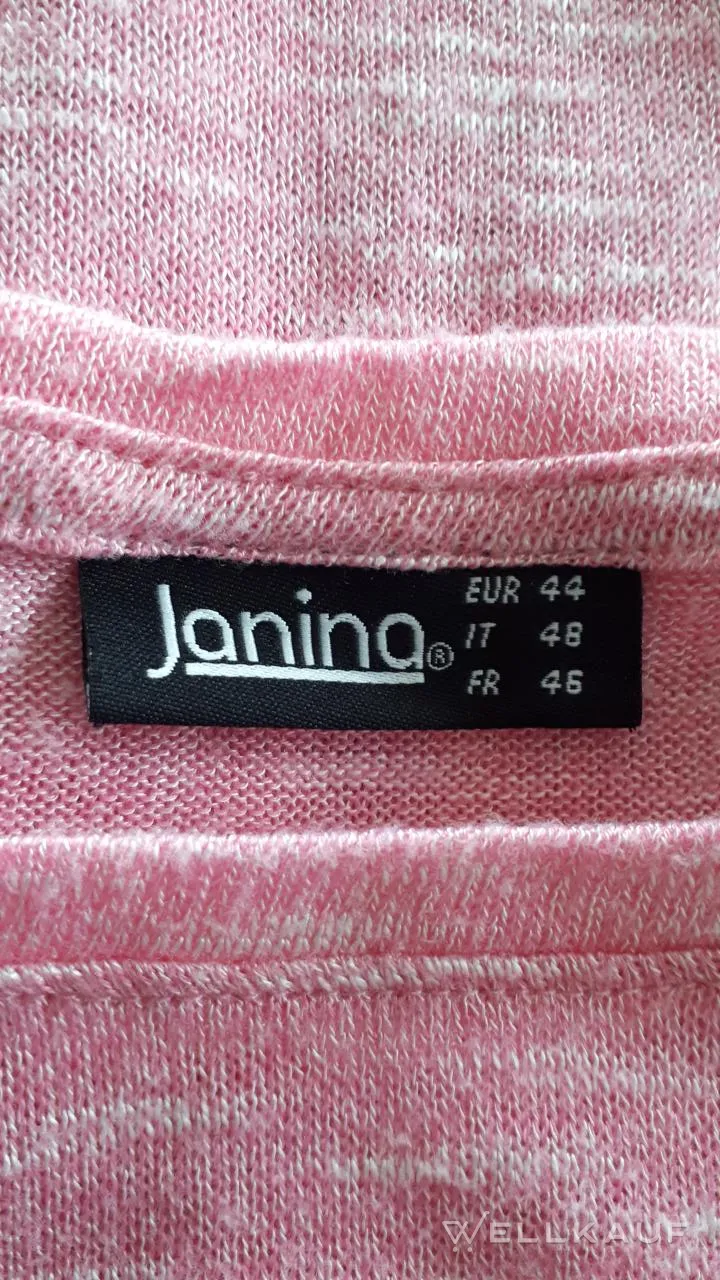 Janina®
EUR 44
IT 48
FR 46
WELLKAUF